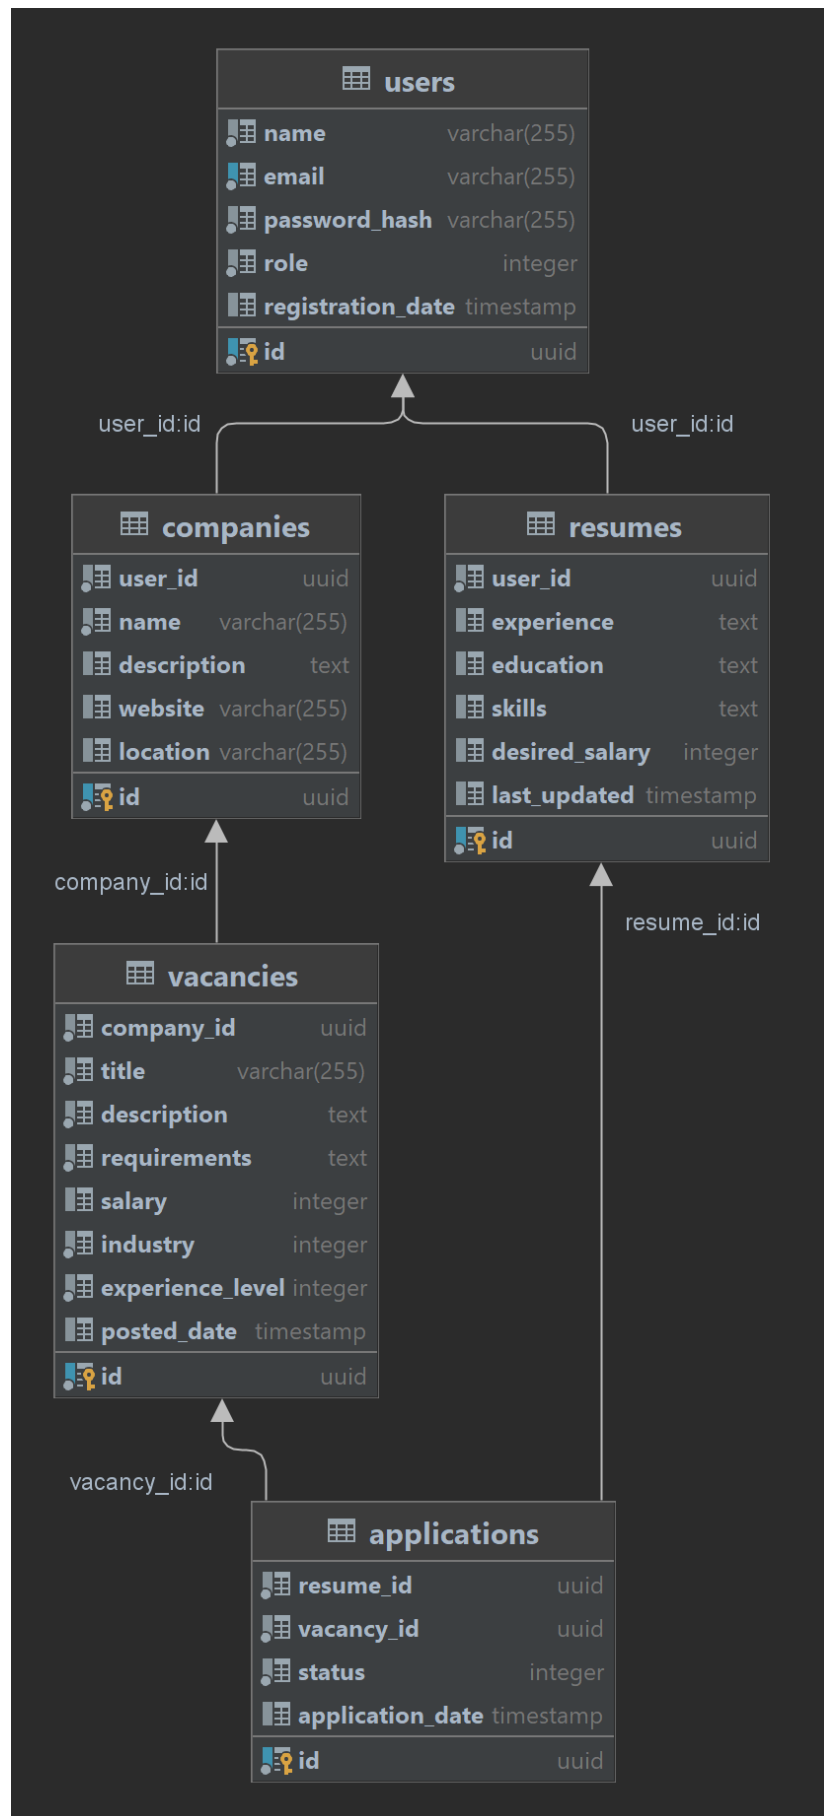 users
name varchar(255)
email varchar(255)
password_hash varchar(255)
role integer
registration_date timestamp
id uuid
user_id:id
user_id:id
companies
user_id uuid
name varchar(255)
description text
website varchar(255)
location varchar(255)
id uuid
resumes
user_id uuid
experience text
education text
skills text
desired_salary integer
last_updated timestamp
id uuid
company_id:id
resume_id:id
vacancies
company_id uuid
title varchar(255)
description text
requirements text
salary integer
industry integer
experience_level integer
posted_date timestamp
id uuid
vacancy_id:id
applications
resume_id uuid
vacancy_id uuid
status integer
application_date timestamp
id uuid